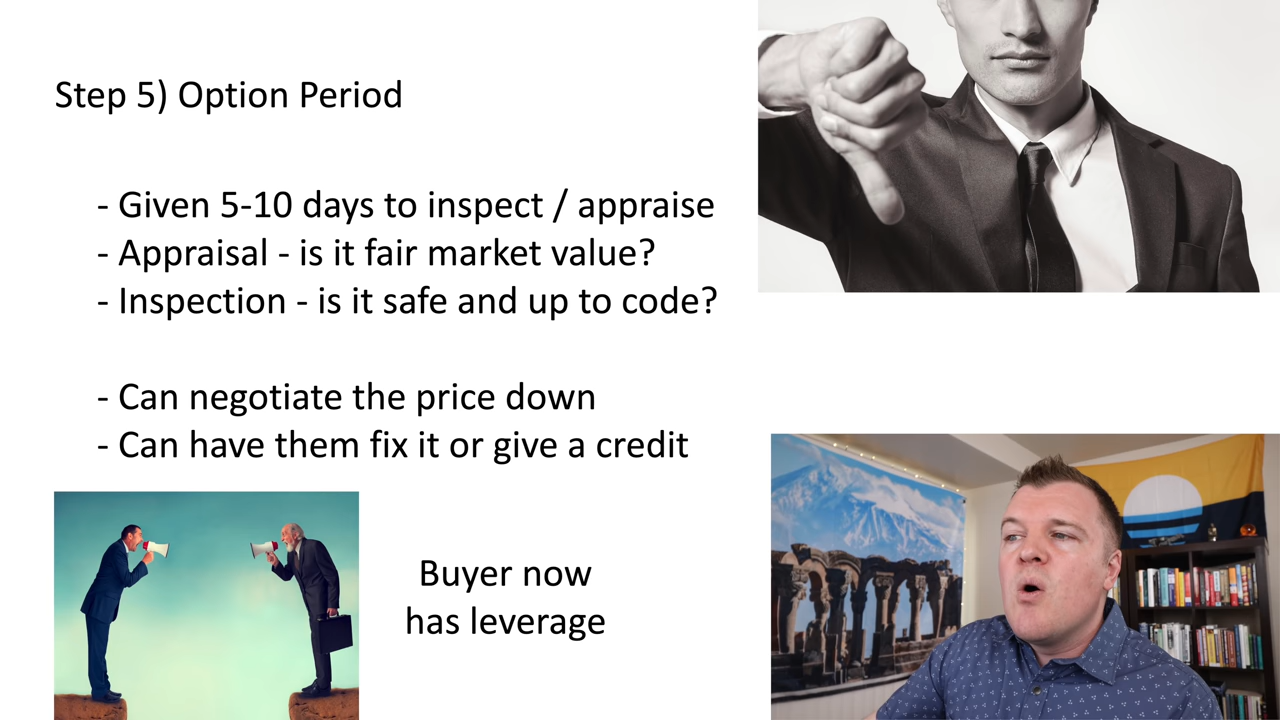 Step 5) Option Period
- Given 5-10 days to inspect / appraise
- Appraisal - is it fair market value?
- Inspection - is it safe and up to code?
- Can negotiate the price down
- Can have them fix it or give a credit
Buyer now
has leverage